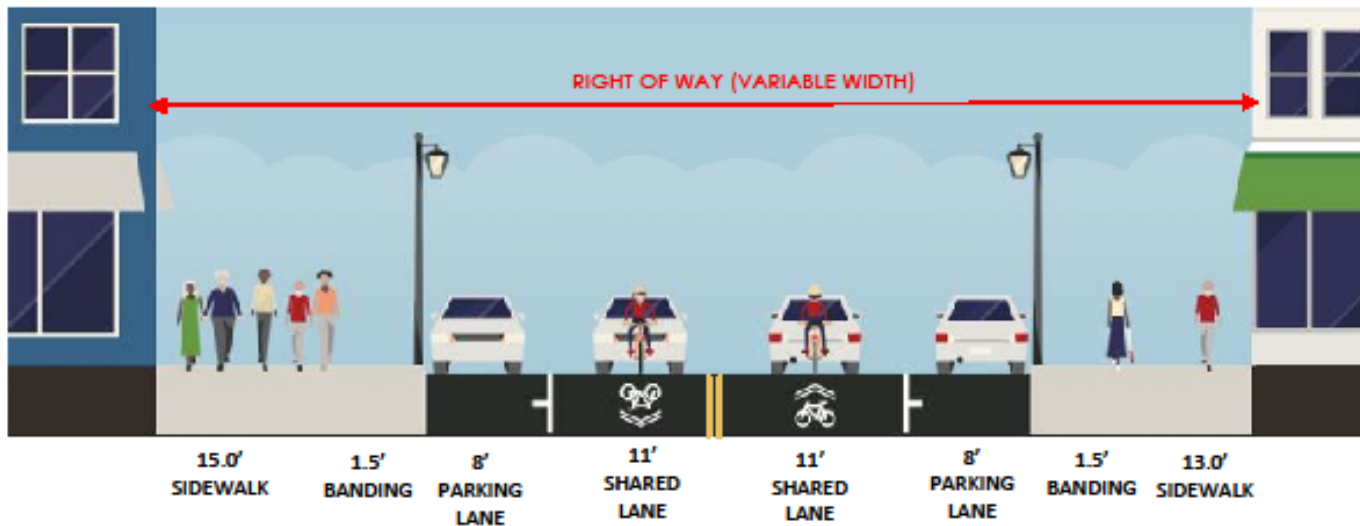 RIGHT OF WAY (VARIABLE WIDTH)
15.0'
SIDEWALK
1.5'
BANDING
8'
PARKING
LANE
11'
SHARED
LANE
11'
SHARED
LANE
8'
PARKING
LANE
1.5'
BANDING
13.0'
SIDEWALK